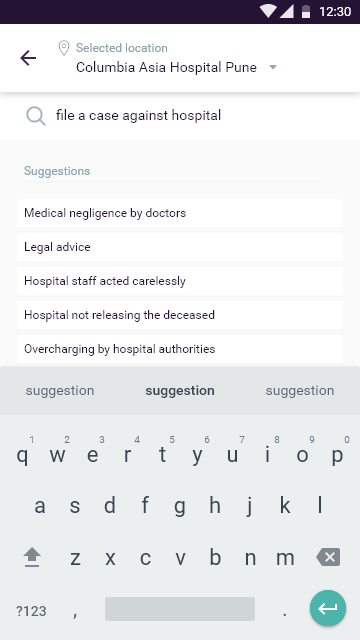 12:30
Selected location
Columbia Asia Hospital Pune
file a case against hospital
Suggestions
Medical negligence by doctors
Legal advice
Hospital staff acted carelessly
Hospital not releasing the deceased
Overcharging by hospital authorities
suggestion suggestion suggestion
1 2 3 4 5 6 7 8 9 0
q w e r t y u i o p
a s d f g h j k l
z x c v b n m
?123 , .